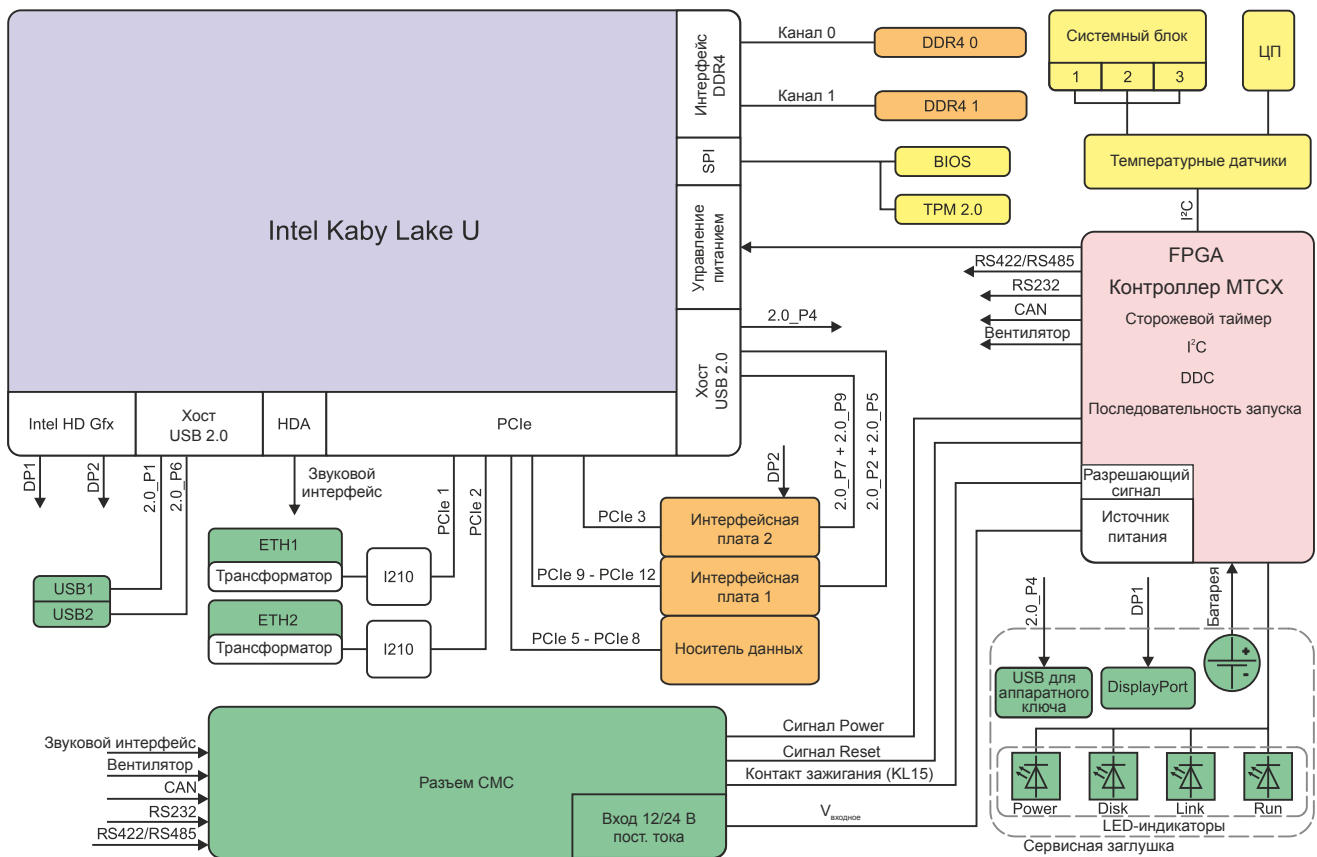 Intel Kaby Lake U
Интерфейс
DDR4
SPI
Управление
питанием
Хост
USB 2.0
Intel HD Gfx
Хост
USB 2.0
HDA
PCIe
Канал 0
DDR4 0
Канал 1
DDR4 1
BIOS
TPM 2.0
Системный блок
1
2
3
ЦП
Температурные датчики
I²C
FPGA
Контроллер MTCX
Сторожевой таймер
I²C
DDC
Последовательность запуска
Разрешающий
сигнал
Источник
питания
RS422/RS485
RS232
CAN
Вентилятор
2.0_P4
2.0_P7 + 2.0_P9
2.0_P2 + 2.0_P5
DP1
DP2
2.0_P1
2.0_P6
Звуковой
интерфейс
PCIe 1
PCIe 2
DP2
PCIe 3
Интерфейсная
плата 2
PCIe 9 - PCIe 12
Интерфейсная
плата 1
PCIe 5 - PCIe 8
Носитель данных
USB1
USB2
ETH1
Трансформатор
I210
ETH2
Трансформатор
I210
2.0_P4
DP1
Батарея
USB для
аппаратного
ключа
DisplayPort
+
-
Power
Disk
Link
Run
LED-индикаторы
Сервисная заглушка
Звуковой интерфейс
Вентилятор
CAN
RS232
RS422/RS485
Разъем CMC
Вход 12/24 В
пост. тока
Сигнал Power
Сигнал Reset
Контакт зажигания (KL15)
Vвходное